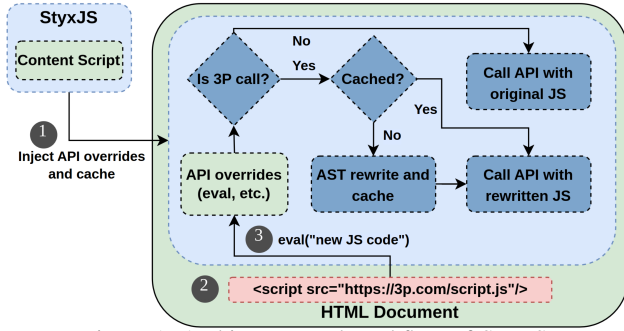 StyxJS
Content Script
1
Inject API overrides
and cache
Is 3P call?
No
Yes
Cached?
Call API with
original JS
Yes
No
API overrides
(eval, etc.)
AST rewrite and
cache
Call API with
rewritten JS
3
eval("new JS code")
2
<script src="https://3p.com/script.js"/>
HTML Document